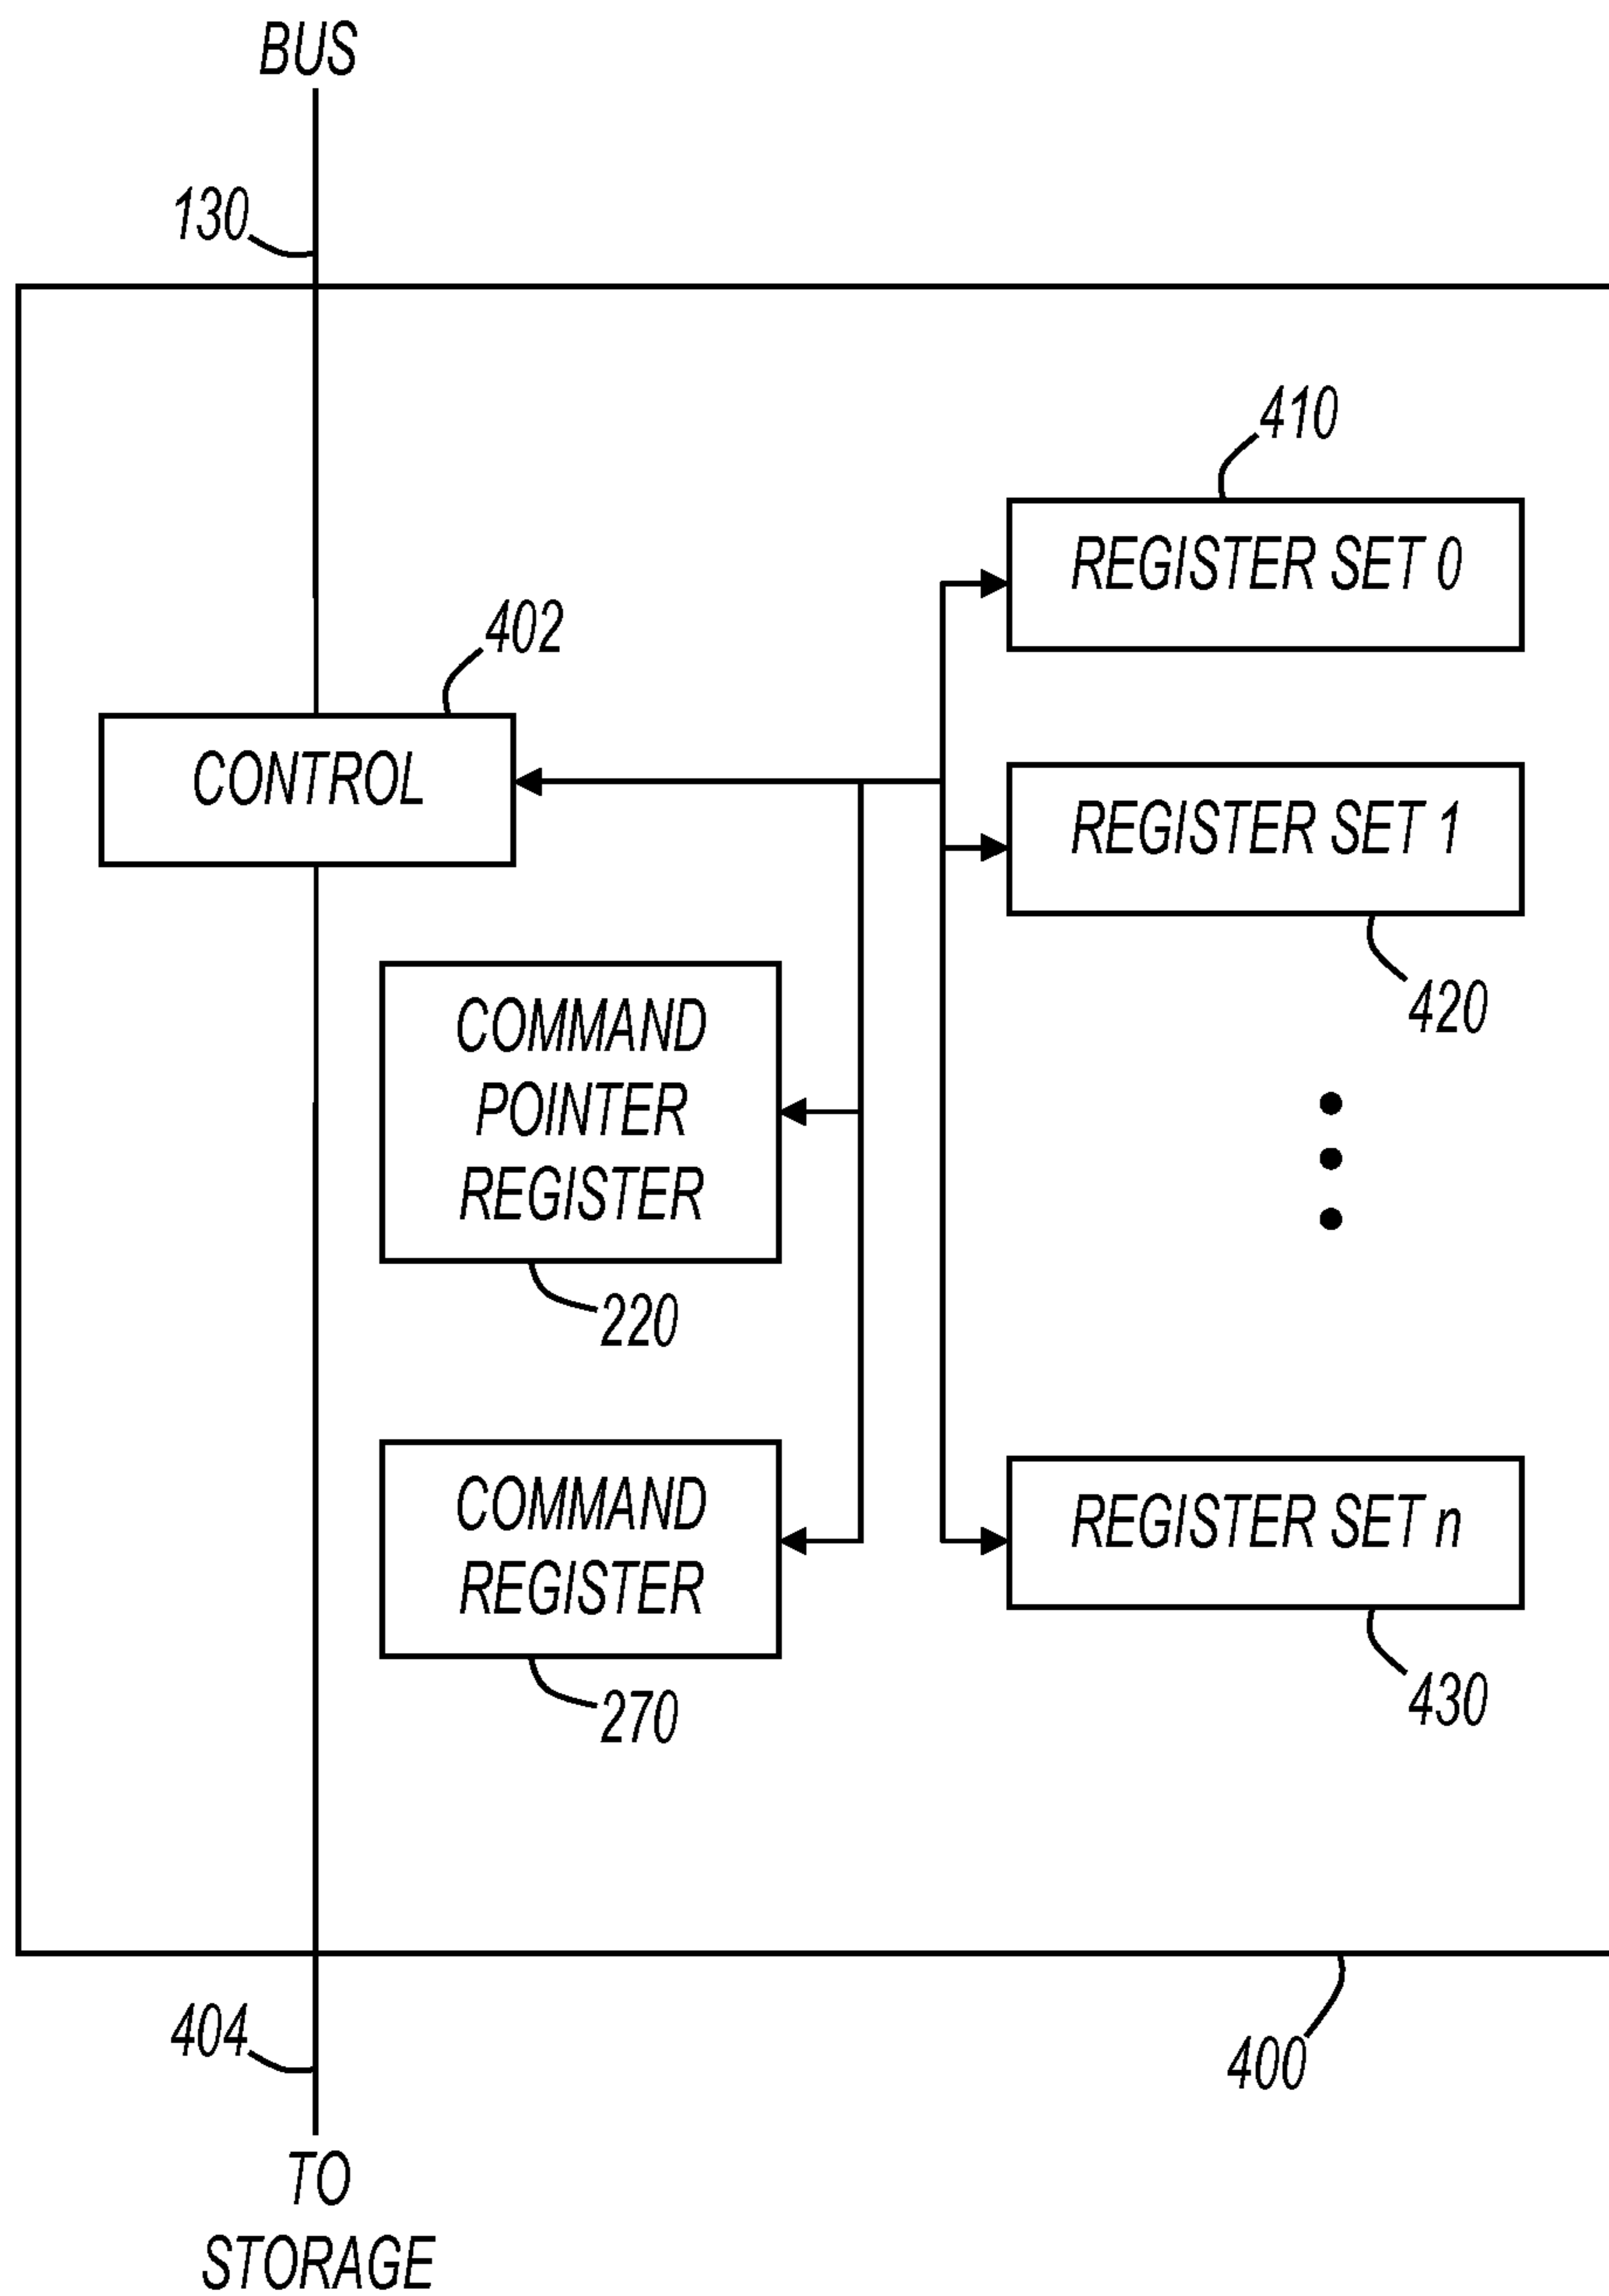 BUS
130
410
REGISTER SET 0
402
CONTROL
REGISTER SET 1
420
COMMAND
POINTER
REGISTER
220
COMMAND
REGISTER
270
REGISTER SET n
430
404
400
TO
STORAGE